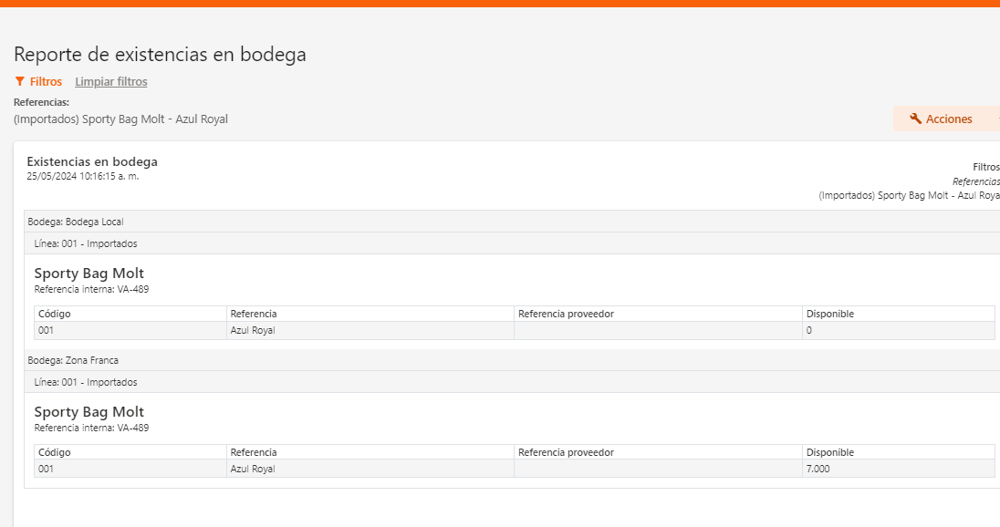 Reporte de existencias en bodega
Filtros Limpiar filtros
Referencias:
(Importados) Sporty Bag Molt - Azul Royal
Acciones
Existencias en bodega
25/05/2024 10:16:15 a. m.
Filtros
Referencias
(Importados) Sporty Bag Molt - Azul Roya
Bodega: Bodega Local
Línea: 001 - Importados
Sporty Bag Molt
Referencia interna: VA-489
Código Referencia Referencia proveedor Disponible
001 Azul Royal 0
Bodega: Zona Franca
Línea: 001 - Importados
Sporty Bag Molt
Referencia interna: VA-489
Código Referencia Referencia proveedor Disponible
001 Azul Royal 7.000